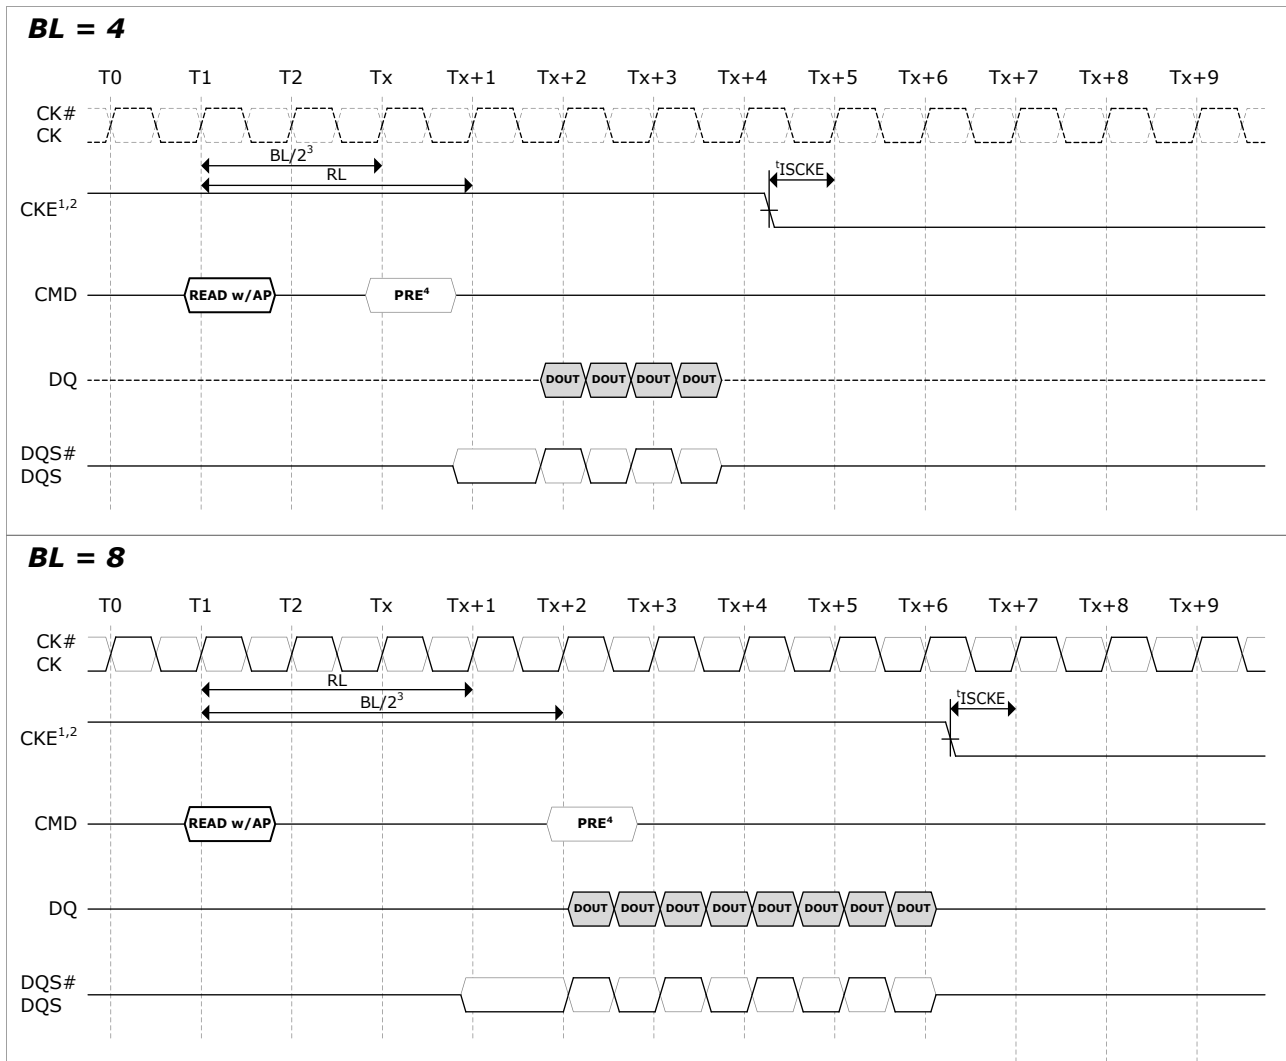 BL = 4
T0 T1 T2 Tx Tx+1 Tx+2 Tx+3 Tx+4 Tx+5 Tx+6 Tx+7 Tx+8 Tx+9
CK#
CK
BL/2³
RL
ᵗISCKE
CKE¹,²
CMD READ w/AP PRE⁴
DQ DOUT DOUT DOUT DOUT
DQS#
DQS
BL = 8
T0 T1 T2 Tx Tx+1 Tx+2 Tx+3 Tx+4 Tx+5 Tx+6 Tx+7 Tx+8 Tx+9
CK#
CK
RL
BL/2³
ᵗISCKE
CKE¹,²
CMD READ w/AP PRE⁴
DQ DOUT DOUT DOUT DOUT DOUT DOUT DOUT DOUT
DQS#
DQS